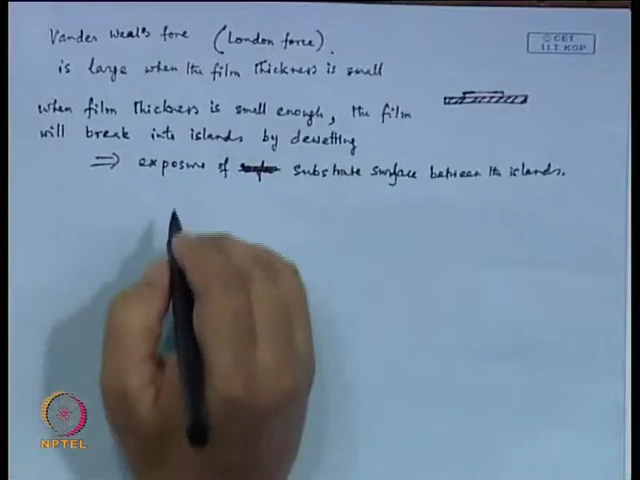 Vander Weal's force (London force).
is large when the film thickness is small
when film thickness is small enough, the film
will break into islands by dewetting
⇒ exposure of substrate surface between the islands.
© CET
I.I.T. KGP
NPTEL